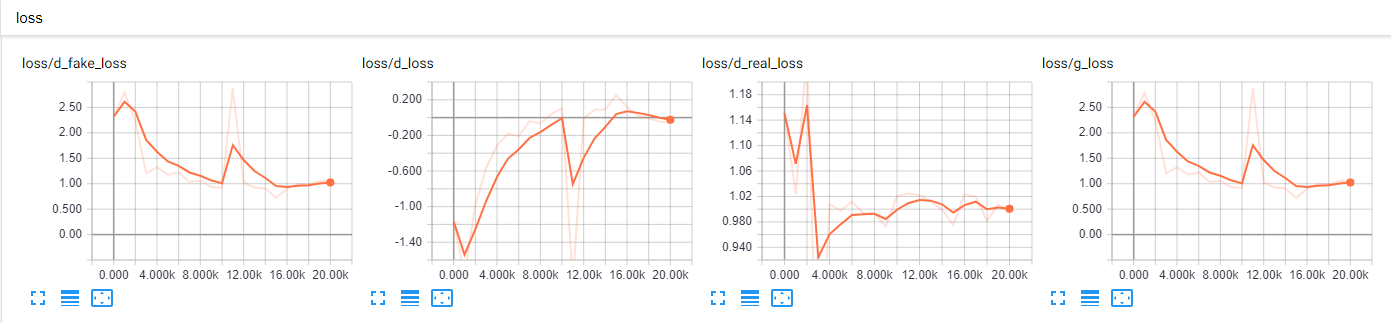 loss
loss/d_fake_loss loss/d_loss loss/d_real_loss loss/g_loss
2.50 0.200 1.18 2.50
2.00 -0.200 1.14 2.00
1.50 -0.600 1.10 1.50
1.00 -1.00 1.06 1.00
0.500 -1.40 1.02 0.500
0.00 0.980 0.00
0.940
0.000 4.000k 8.000k 12.00k 16.00k 20.00k 0.000 4.000k 8.000k 12.00k 16.00k 20.00k 0.000 4.000k 8.000k 12.00k 16.00k 20.00k 0.000 4.000k 8.000k 12.00k 16.00k 20.00k